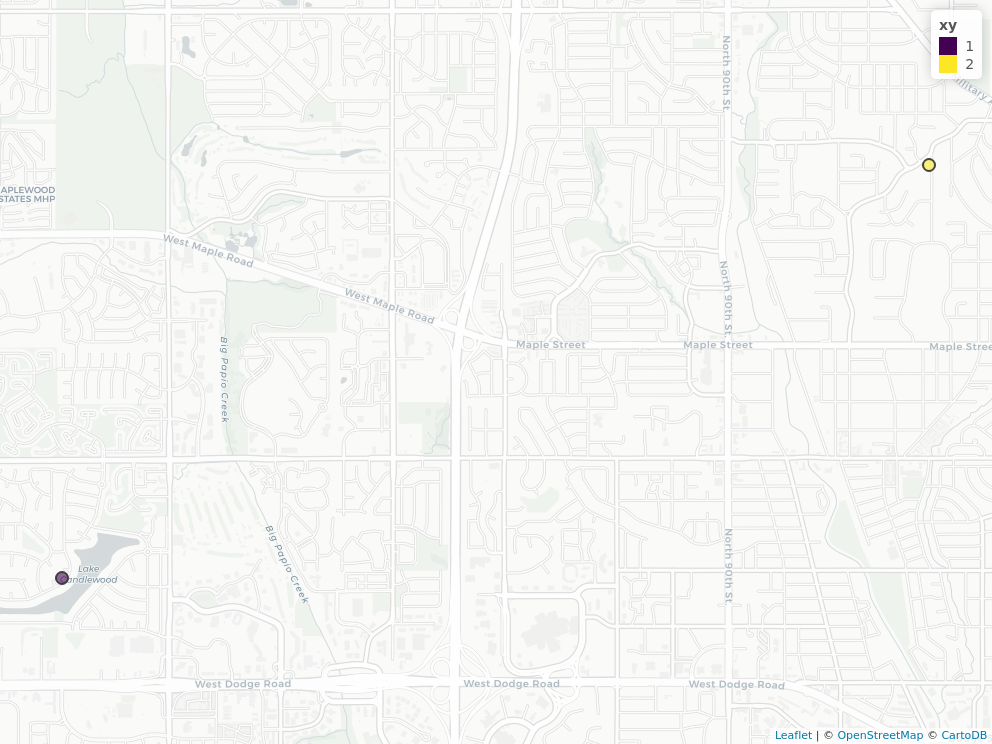 xy
1
2
North 90th St.
Military A
APLEWOOD
STATES MHP
West Maple Road
West Maple Road
North 90th St.
Big Papio Creek
Maple Street
Maple Street
Maple Stree
Big Papio Creek
North 90th St.
Lake
andlewood
West Dodge Road
West Dodge Road
West Dodge Road
Leaflet | © OpenStreetMap © CartoDB